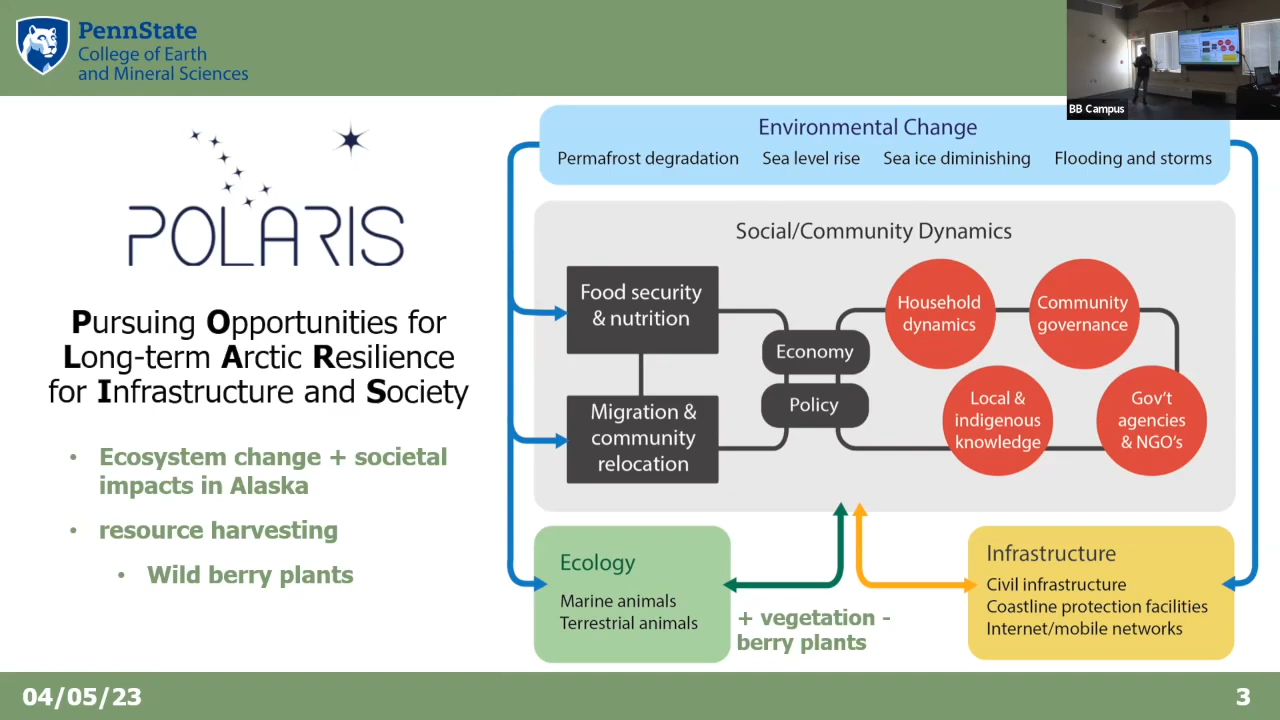 PennState
College of Earth
and Mineral Sciences
BB Campus
POLARIS
Pursuing Opportunities for
Long-term Arctic Resilience
for Infrastructure and Society
• Ecosystem change + societal
impacts in Alaska
• resource harvesting
• Wild berry plants
Environmental Change
Permafrost degradation Sea level rise Sea ice diminishing Flooding and storms
Social/Community Dynamics
Food security
& nutrition
Migration &
community
relocation
Economy
Policy
Household
dynamics
Community
governance
Local &
indigenous
knowledge
Gov't
agencies
& NGO's
Ecology
Marine animals
Terrestrial animals
+ vegetation -
berry plants
Infrastructure
Civil infrastructure
Coastline protection facilities
Internet/mobile networks
04/05/23
3